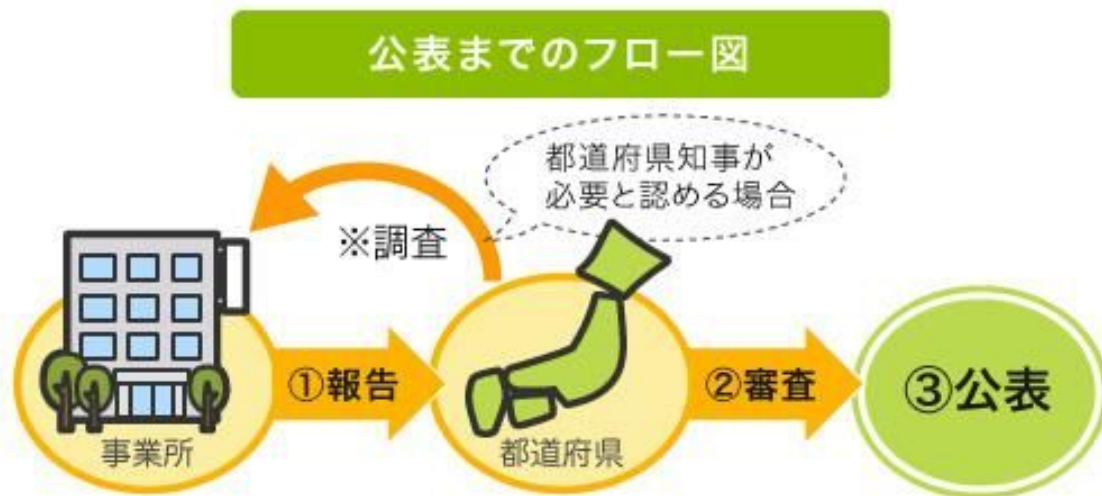 公表までのフロー図
都道府県知事が
必要と認める場合
※調査
①報告
②審査
③公表
事業所
都道府県